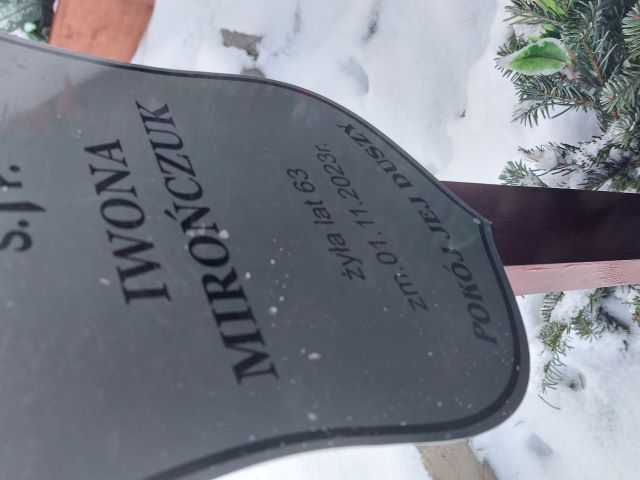 ś.p.
IWONA
MIROŃCZUK
żyła lat 63
zm. 01.11.2023r.
POKÓJ JEJ DUSZY